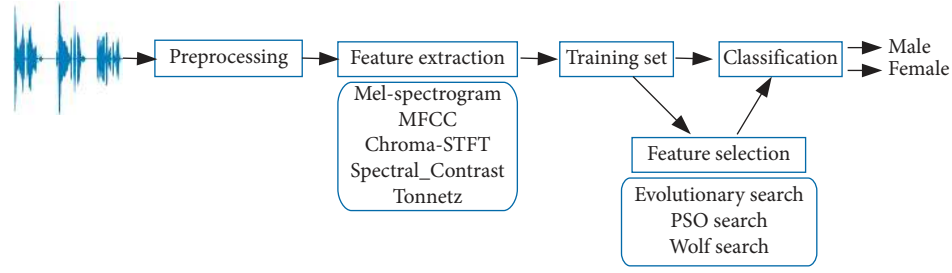 Preprocessing
Feature extraction
Mel-spectrogram
MFCC
Chroma-STFT
Spectral_Contrast
Tonnetz
Training set
Classification
Male
Female
Feature selection
Evolutionary search
PSO search
Wolf search